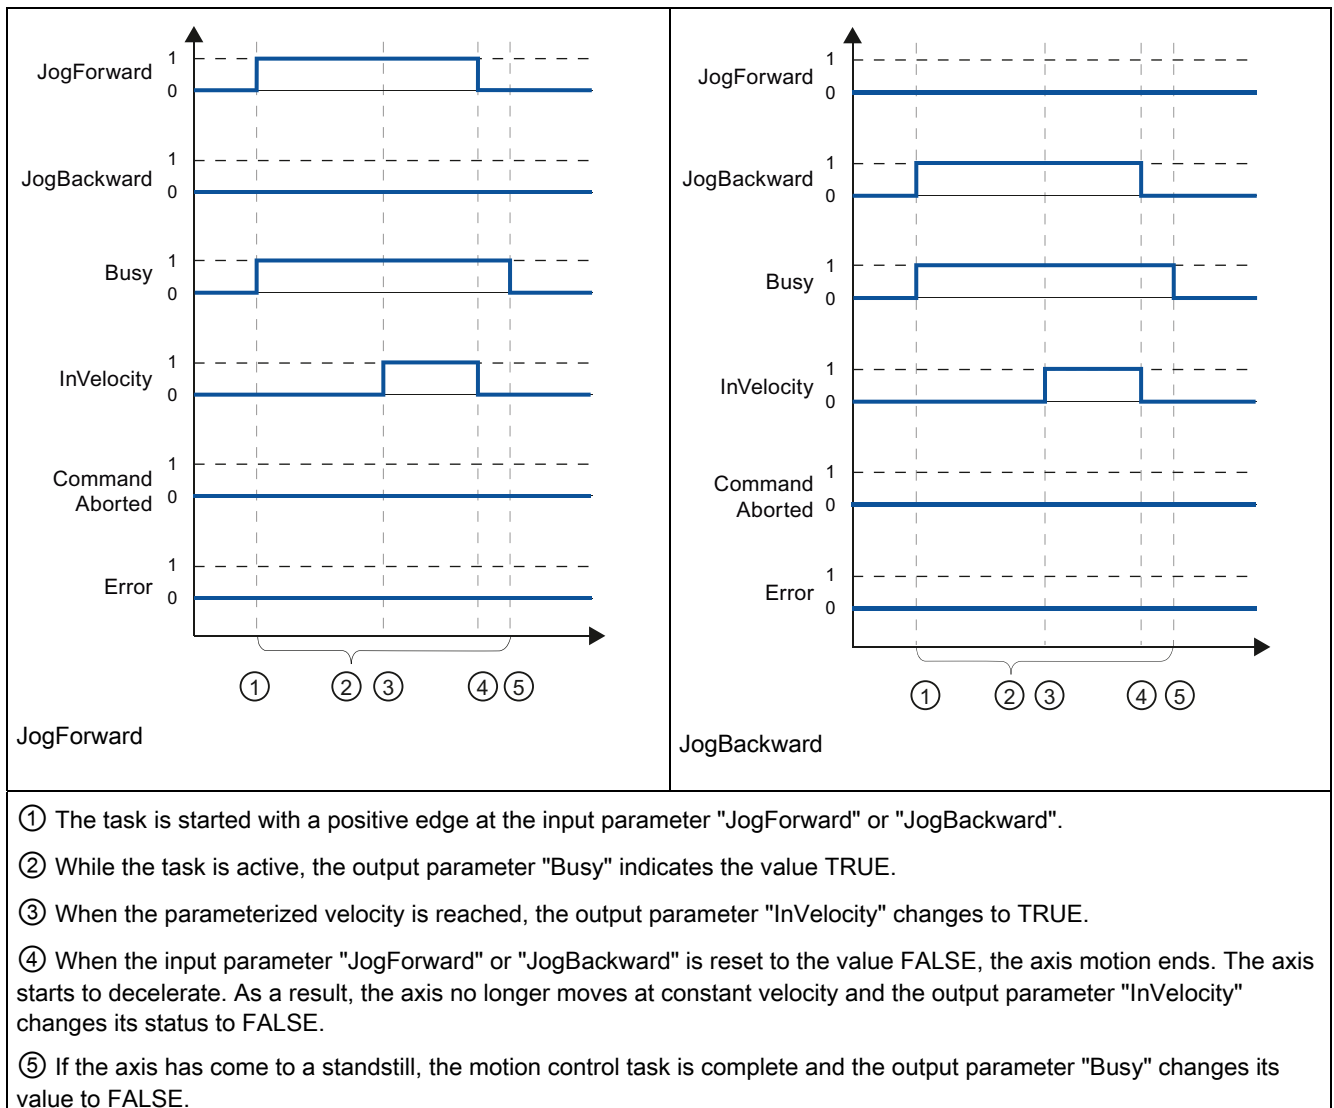 JogForward
1
0
JogBackward
1
0
Busy
1
0
InVelocity
1
0
Command
Aborted
1
0
Error
1
0
① ② ③ ④ ⑤
JogForward
JogForward
1
0
JogBackward
1
0
Busy
1
0
InVelocity
1
0
Command
Aborted
1
0
Error
1
0
① ② ③ ④ ⑤
JogBackward
① The task is started with a positive edge at the input parameter "JogForward" or "JogBackward".
② While the task is active, the output parameter "Busy" indicates the value TRUE.
③ When the parameterized velocity is reached, the output parameter "InVelocity" changes to TRUE.
④ When the input parameter "JogForward" or "JogBackward" is reset to the value FALSE, the axis motion ends. The axis
starts to decelerate. As a result, the axis no longer moves at constant velocity and the output parameter "InVelocity"
changes its status to FALSE.
⑤ If the axis has come to a standstill, the motion control task is complete and the output parameter "Busy" changes its
value to FALSE.